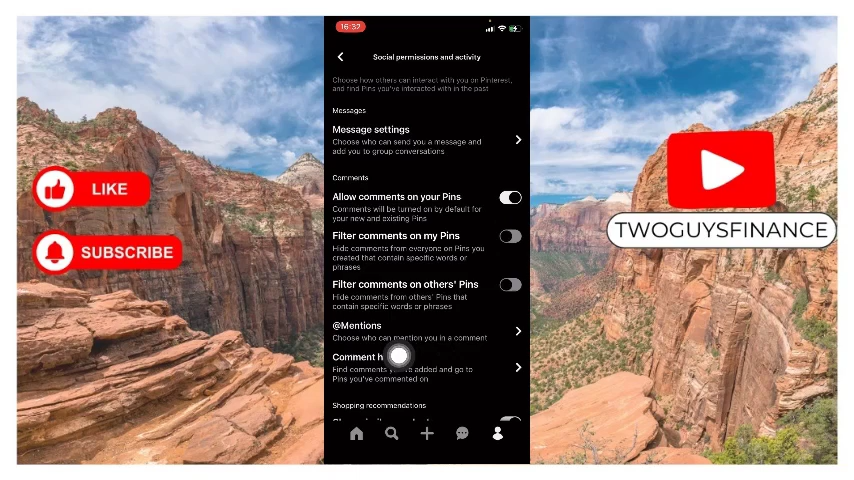 16:37
Social permissions and activity
Choose how others can interact with you on Pinterest,
and find Pins you've interacted with in the past
Messages
Message settings
Choose who can send you a message and
add you to group conversations
Comments
Allow comments on your Pins
Comments will be turned on by default for
your new and existing Pins
Filter comments on my Pins
Hide comments from everyone on Pins you
created that contain specific words or
phrases
Filter comments on others' Pins
Hide comments from others' Pins that
contain specific words or phrases
@Mentions
Choose who can mention you in a comment
Comment h
Find comments you've added and go to
Pins you've commented on
Shopping recommendations
LIKE
SUBSCRIBE
TWOGUYSFINANCE